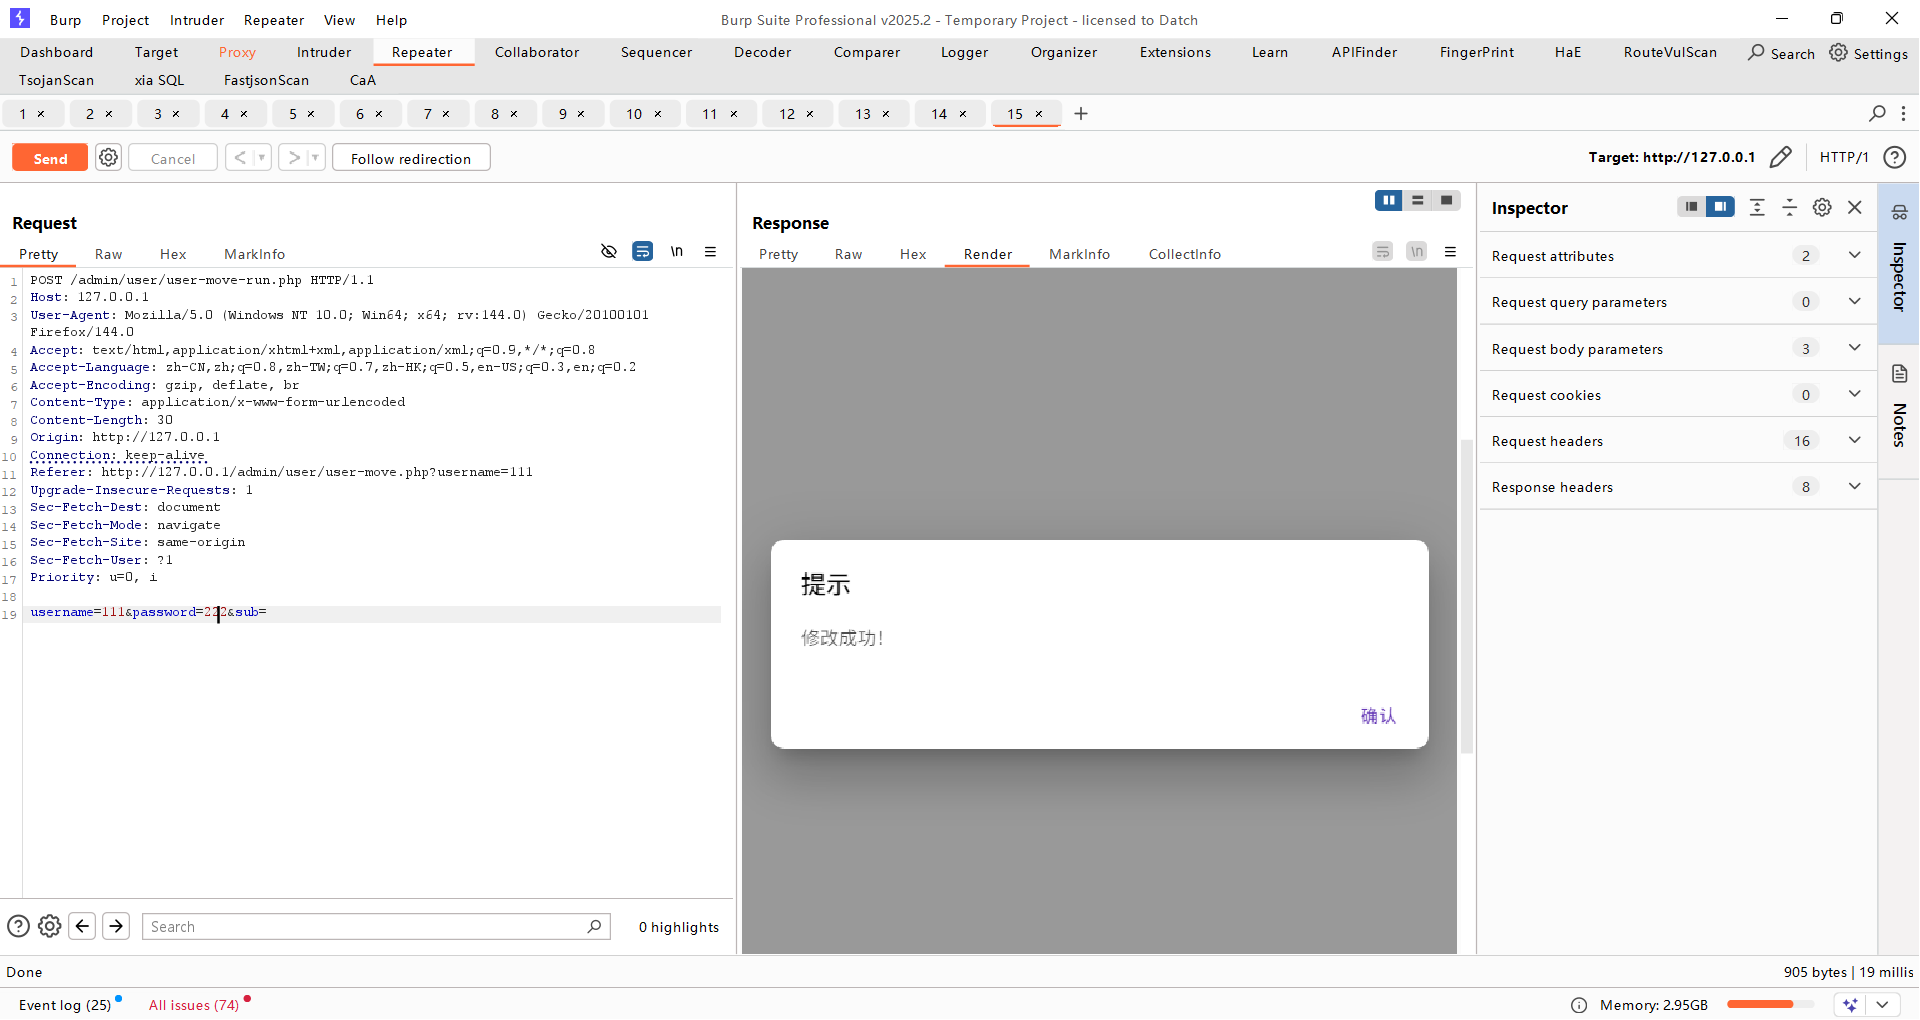 Burp Project Intruder Repeater View Help Burp Suite Professional v2025.2 - Temporary Project - licensed to Datch
Dashboard Target Proxy Intruder Repeater Collaborator Sequencer Decoder Comparer Logger Organizer Extensions Learn APIFinder FingerPrint HaE RouteVulScan Search Settings
TsojanScan xia SQL FastjsonScan CaA
1 × 2 × 3 × 4 × 5 × 6 × 7 × 8 × 9 × 10 × 11 × 12 × 13 × 14 × 15 × +
Send Cancel < > Follow redirection Target: http://127.0.0.1 HTTP/1
Request
Pretty Raw Hex MarkInfo \n
1 POST /admin/user/user-move-run.php HTTP/1.1
2 Host: 127.0.0.1
3 User-Agent: Mozilla/5.0 (Windows NT 10.0; Win64; x64; rv:144.0) Gecko/20100101
Firefox/144.0
4 Accept: text/html,application/xhtml+xml,application/xml;q=0.9,*/*;q=0.8
5 Accept-Language: zh-CN,zh;q=0.8,zh-TW;q=0.7,zh-HK;q=0.5,en-US;q=0.3,en;q=0.2
6 Accept-Encoding: gzip, deflate, br
7 Content-Type: application/x-www-form-urlencoded
8 Content-Length: 30
9 Origin: http://127.0.0.1
10 Connection: keep-alive
11 Referer: http://127.0.0.1/admin/user/user-move.php?username=111
12 Upgrade-Insecure-Requests: 1
13 Sec-Fetch-Dest: document
14 Sec-Fetch-Mode: navigate
15 Sec-Fetch-Site: same-origin
16 Sec-Fetch-User: ?1
17 Priority: u=0, i
18
19 username=111&password=222&sub=
Search 0 highlights
Response
Pretty Raw Hex Render MarkInfo CollectInfo \n
提示
修改成功!
确认
Inspector
Request attributes 2
Request query parameters 0
Request body parameters 3
Request cookies 0
Request headers 16
Response headers 8
Inspector
Notes
Done 905 bytes | 19 millis
Event log (25) All issues (74) Memory: 2.95GB